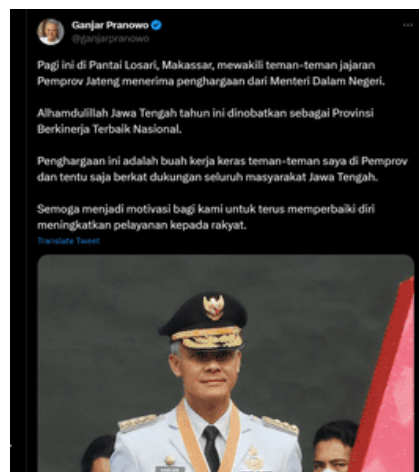 Ganjar Pranowo
@ganjarpranowo
Pagi ini di Pantai Losari, Makassar, mewakili teman-teman jajaran
Pemprov Jateng menerima penghargaan dari Menteri Dalam Negeri.
Alhamdulillah Jawa Tengah tahun ini dinobatkan sebagai Provinsi
Berkinerja Terbaik Nasional.
Penghargaan ini adalah buah kerja keras teman-teman saya di Pemprov
dan tentu saja berkat dukungan seluruh masyarakat Jawa Tengah.
Semoga menjadi motivasi bagi kami untuk terus memperbaiki diri
meningkatkan pelayanan kepada rakyat.
Translate Tweet